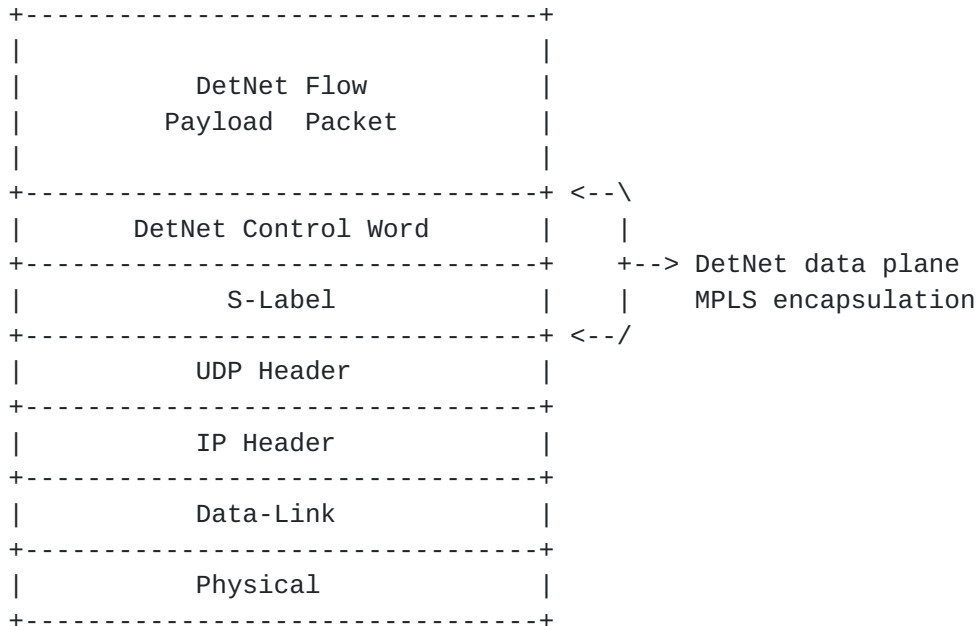 DetNet Flow
Payload Packet
DetNet Control Word
DetNet data plane
S-Label MPLS encapsulation
UDP Header
IP Header
Data-Link
Physical